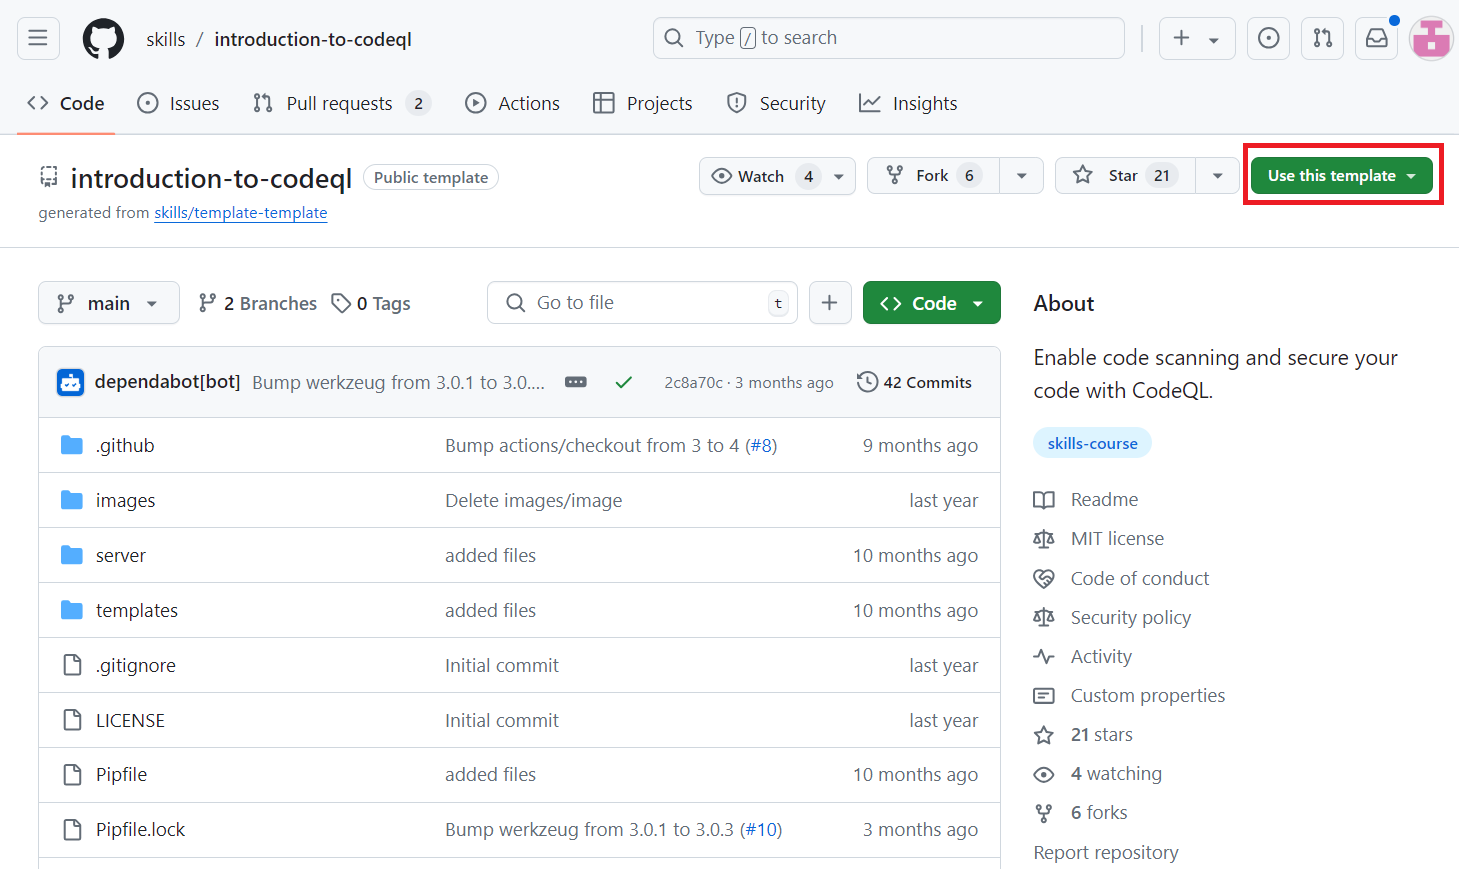 skills / introduction-to-codeql
Type / to search
Code Issues Pull requests 2 Actions Projects Security Insights
introduction-to-codeql Public template
Watch 4 Fork 6 Star 21 Use this template
generated from skills/template-template
main 2 Branches 0 Tags Go to file t + Code
dependabot[bot] Bump werkzeug from 3.0.1 to 3.0.... 2c8a70c · 3 months ago 42 Commits
.github Bump actions/checkout from 3 to 4 (#8) 9 months ago
images Delete images/image last year
server added files 10 months ago
templates added files 10 months ago
.gitignore Initial commit last year
LICENSE Initial commit last year
Pipfile added files 10 months ago
Pipfile.lock Bump werkzeug from 3.0.1 to 3.0.3 (#10) 3 months ago
About
Enable code scanning and secure your
code with CodeQL.
skills-course
Readme
MIT license
Code of conduct
Security policy
Activity
Custom properties
21 stars
4 watching
6 forks
Report repository